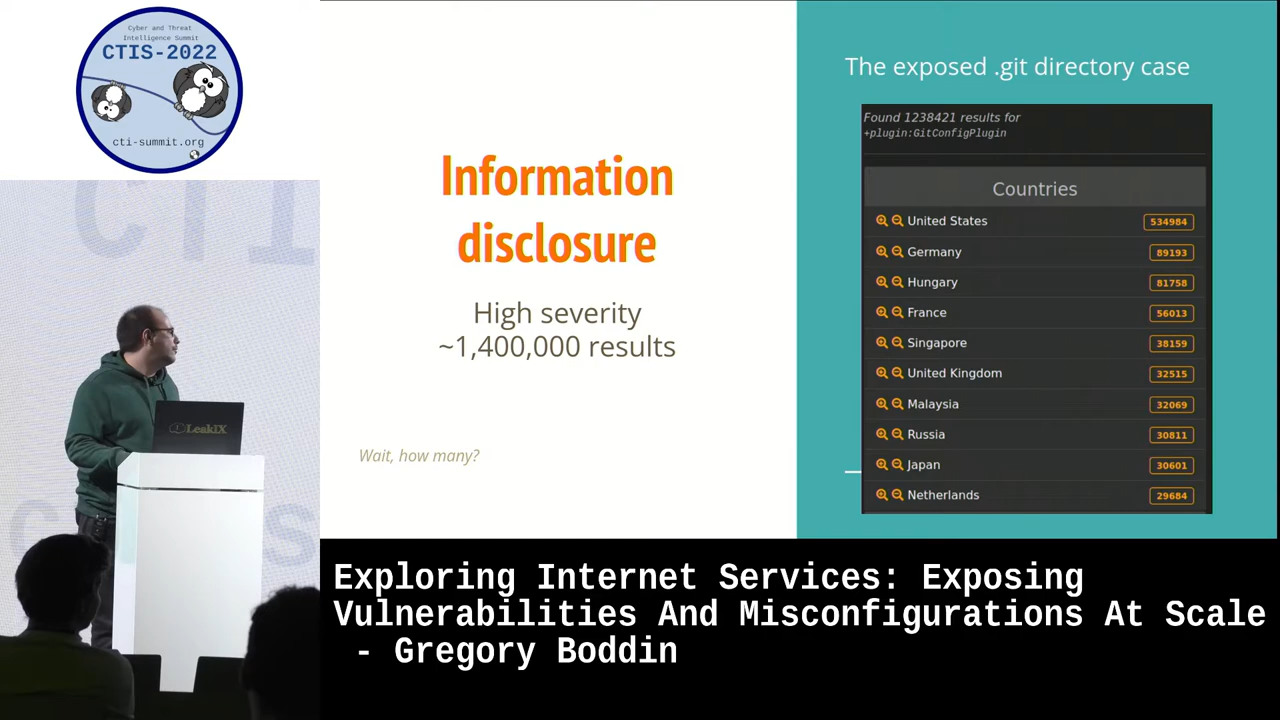 Cyber and Threat
Intelligence Summit
CTIS-2022
cti-summit.org
The exposed .git directory case
Found 1238421 results for
+plugin:GitConfigPlugin
Countries
United States 534984
Germany 89193
Hungary 81758
France 56013
Singapore 38159
United Kingdom 32515
Malaysia 32069
Russia 30811
Japan 30601
Netherlands 29684
Information
disclosure
High severity
~1,400,000 results
Wait, how many?
CTI
LeakIX
Exploring Internet Services: Exposing
Vulnerabilities And Misconfigurations At Scale
- Gregory Boddin